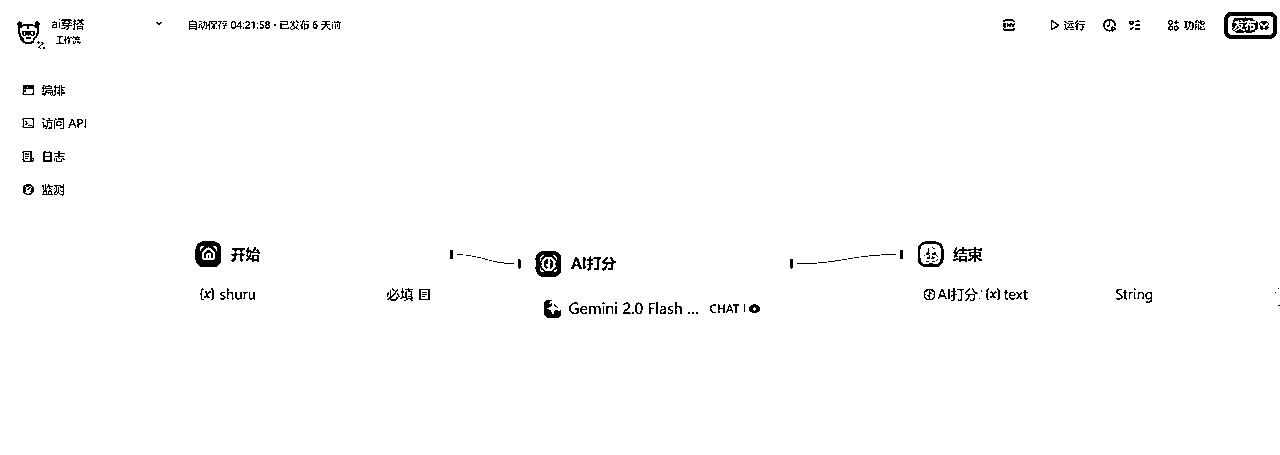 ai穿搭
工作流
自动保存 04:21:58 · 已发布 6 天前
ENV
运行
功能
发布
编排
访问 API
日志
监测
开始
{x} shuru
必填
AI打分
Gemini 2.0 Flash ...
CHAT
结束
AI打分 / {x} text
String